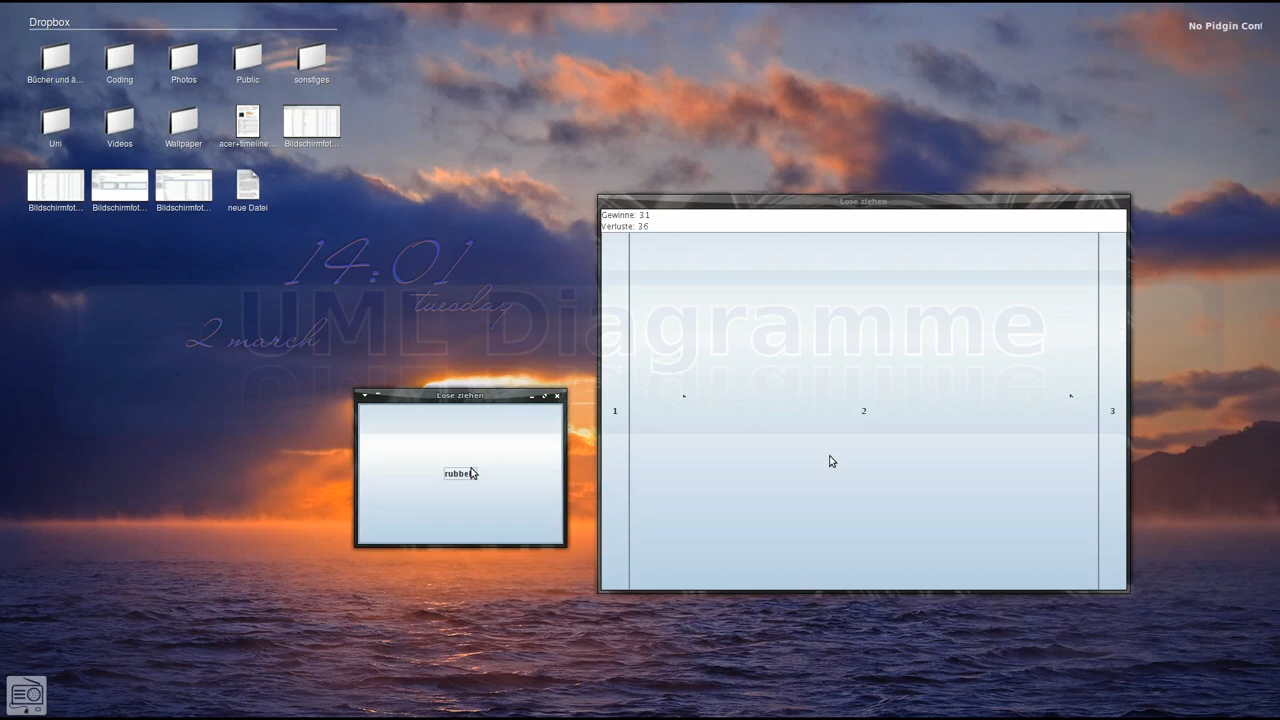 Dropbox
No Pidgin Con
Bücher und ä...
Coding
Photos
Public
sonstiges
Uni
Videos
Wallpaper
acer+timeline...
Bildschirmfot...
Bildschirmfot...
Bildschirmfot...
Bildschirmfot...
neue Datei
Lose ziehen
Gewinne: 31
Verluste: 36
14:01
tuesday
2 march
UML Diagramme
Lose ziehen
1
2
3